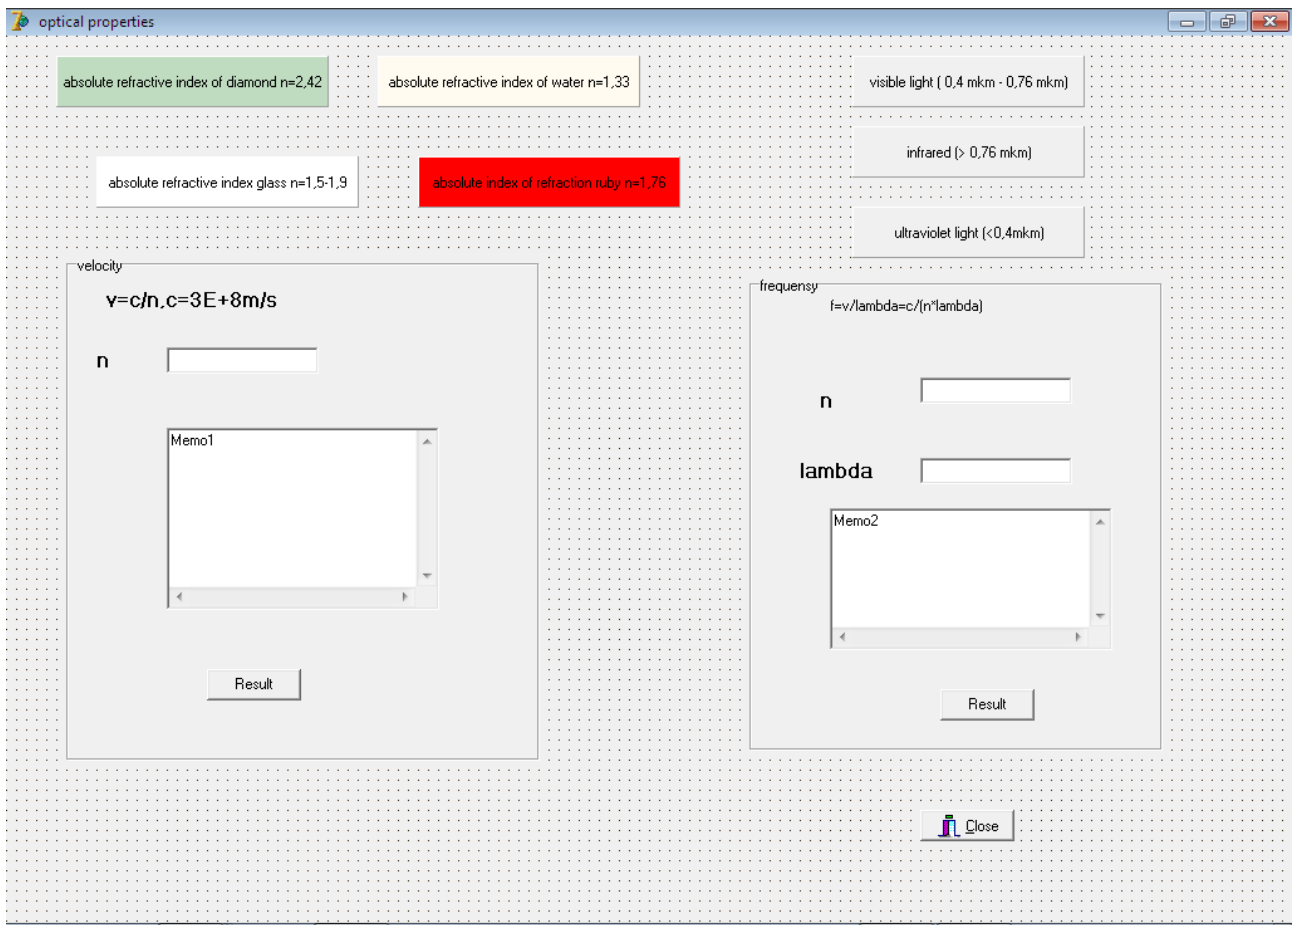 optical properties
absolute refractive index of diamond n=2,42
absolute refractive index of water n=1,33
visible light ( 0,4 mkm - 0,76 mkm)
infrared (> 0,76 mkm)
absolute refractive index glass n=1,5-1,9
absolute index of refraction ruby n=1,76
ultraviolet light (<0,4mkm)
velocity
v=c/n,c=3E+8m/s
n
Memo1
Result
frequensy
f=v/lambda=c/(n*lambda)
n
lambda
Memo2
Result
Close